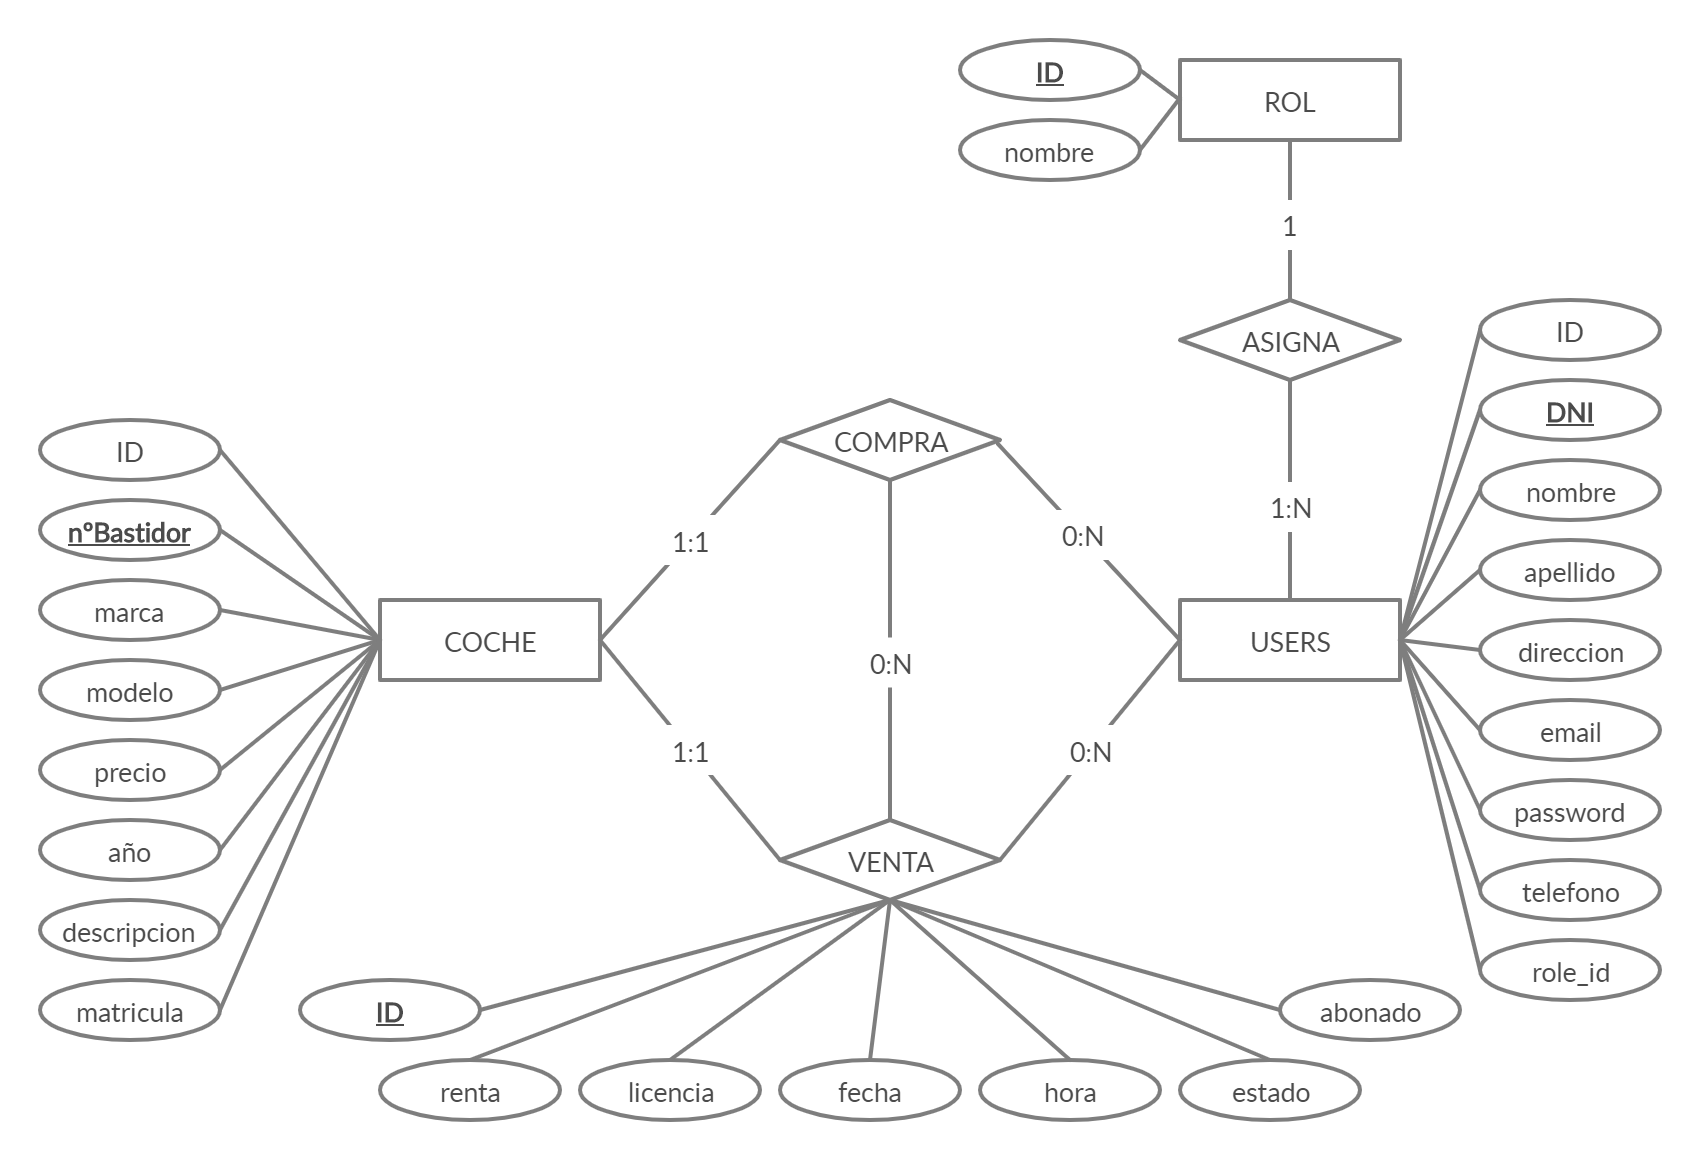 ID
ROL
nombre
1
ASIGNA
1:N
ID
DNI
nombre
apellido
direccion
email
password
telefono
role_id
USERS
COMPRA
0:N
1:1
0:N
1:1
0:N
VENTA
COCHE
ID
nºBastidor
marca
modelo
precio
año
descripcion
matricula
ID
renta
licencia
fecha
hora
estado
abonado